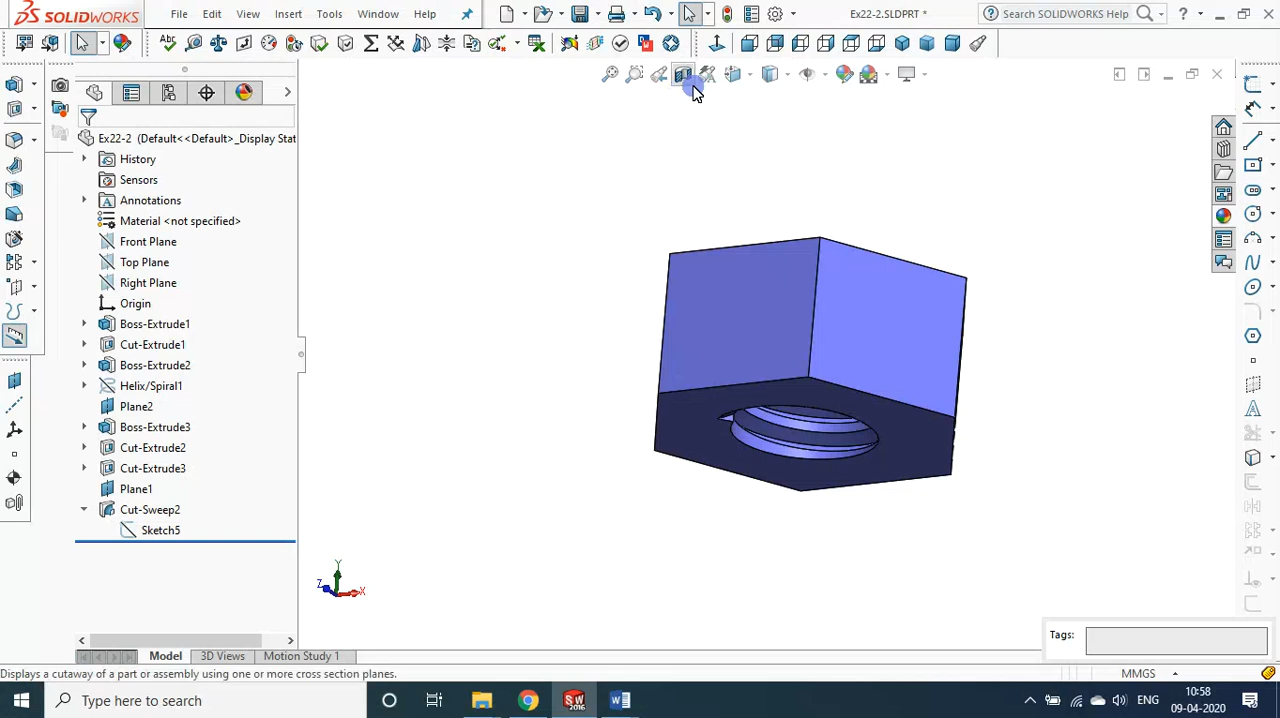 SOLIDWORKS
File
Edit
View
Insert
Tools
Window
Help
Ex22-2.SLDPRT *
Search SOLIDWORKS Help
Ex22-2 (Default<<Default>_Display Stat
History
Sensors
Annotations
Material <not specified>
Front Plane
Top Plane
Right Plane
Origin
Boss-Extrude1
Cut-Extrude1
Boss-Extrude2
Helix/Spiral1
Plane2
Boss-Extrude3
Cut-Extrude2
Cut-Extrude3
Plane1
Cut-Sweep2
Sketch5
Y
Z
X
Tags:
Model
3D Views
Motion Study 1
Displays a cutaway of a part or assembly using one or more cross section planes.
MMGS
Type here to search
SW
2016
ENG
10:58
09-04-2020